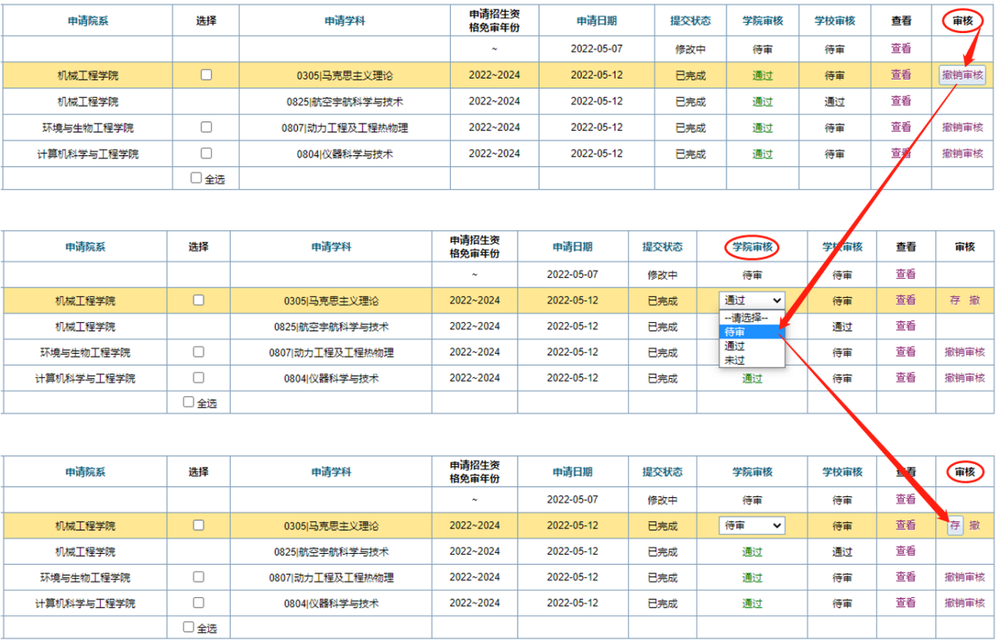 申请院系 选择 申请学科 申请招生资格免审年份 申请日期 提交状态 学院审核 学校审核 查看 审核
~ 2022-05-07 修改中 待审 待审 查看
机械工程学院 0305|马克思主义理论 2022~2024 2022-05-12 已完成 通过 待审 查看 撤销审核
机械工程学院 0825|航空宇航科学与技术 2022~2024 2022-05-12 已完成 通过 通过 查看
环境与生物工程学院 0807|动力工程及工程热物理 2022~2024 2022-05-12 已完成 通过 待审 查看 撤销审核
计算机科学与工程学院 0804|仪器科学与技术 2022~2024 2022-05-12 已完成 通过 待审 查看 撤销审核
全选
申请院系 选择 申请学科 申请招生资格免审年份 申请日期 提交状态 学院审核 学校审核 查看 审核
~ 2022-05-07 修改中 待审 待审 查看
机械工程学院 0305|马克思主义理论 2022~2024 2022-05-12 已完成 通过 待审 查看 存 撤
--请选择--
待审
通过
未过
机械工程学院 0825|航空宇航科学与技术 2022~2024 2022-05-12 已完成 通过 查看
环境与生物工程学院 0807|动力工程及工程热物理 2022~2024 2022-05-12 已完成 待审 查看 撤销审核
计算机科学与工程学院 0804|仪器科学与技术 2022~2024 2022-05-12 已完成 通过 待审 查看 撤销审核
全选
申请院系 选择 申请学科 申请招生资格免审年份 申请日期 提交状态 学院审核 学校审核 查看 审核
~ 2022-05-07 修改中 待审 待审 查看
机械工程学院 0305|马克思主义理论 2022~2024 2022-05-12 已完成 待审 待审 查看 存 撤
机械工程学院 0825|航空宇航科学与技术 2022~2024 2022-05-12 已完成 通过 通过 查看
环境与生物工程学院 0807|动力工程及工程热物理 2022~2024 2022-05-12 已完成 通过 待审 查看 撤销审核
计算机科学与工程学院 0804|仪器科学与技术 2022~2024 2022-05-12 已完成 通过 待审 查看 撤销审核
全选